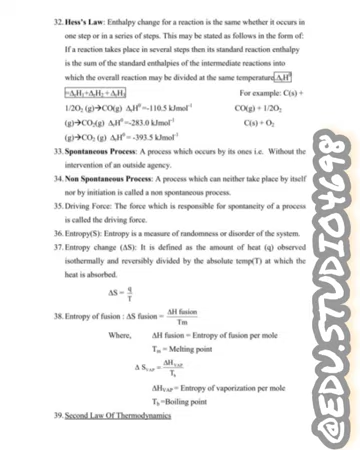 32. Hess's Law: Enthalpy change for a reaction is the same whether it occurs in
one step or in a series of steps. This may be stated as follows in the form of:
If a reaction takes place in several steps then its standard reaction enthalpy
is the sum of the standard enthalpies of the intermediate reactions into
which the overall reaction may be divided at the same temperature.ΔrH⁰
=ΔrH1+ΔrH2 + ΔrH3 For example: C(s) +
1/2O2 (g)→CO(g) ΔrH⁰ =-110.5 kJmol⁻¹ CO(g) + 1/2O2
(g)→CO2(g) ΔrH⁰=-283.0 kJmol⁻¹ C(s) + O2
(g)→CO2 (g) ΔrH⁰ = -393.5 kJmol⁻¹
33. Spontaneous Process: A process which occurs by its ones i.e. Without the
intervention of an outside agency.
34. Non Spontaneous Process: A process which can neither take place by itself
nor by initiation is called a non spontaneous process.
35. Driving Force: The force which is responsible for spontaneity of a process
is called the driving force.
36. Entropy(S): Entropy is a measure of randomness or disorder of the system.
37. Entropy change (ΔS): It is defined as the amount of heat (q) observed
isothermally and reversibly divided by the absolute temp(T) at which the
heat is absorbed.
ΔS = q/T
38. Entropy of fusion : ΔS fusion = ΔH fusion/Tm
Where, ΔH fusion = Entropy of fusion per mole
Tm = Melting point
Δ SVAP = ΔHVAP/Tb
ΔHVAP = Entropy of vaporization per mole
Tb =Boiling point
39. Second Law Of Thermodynamics
@EDU.STUDIO4698